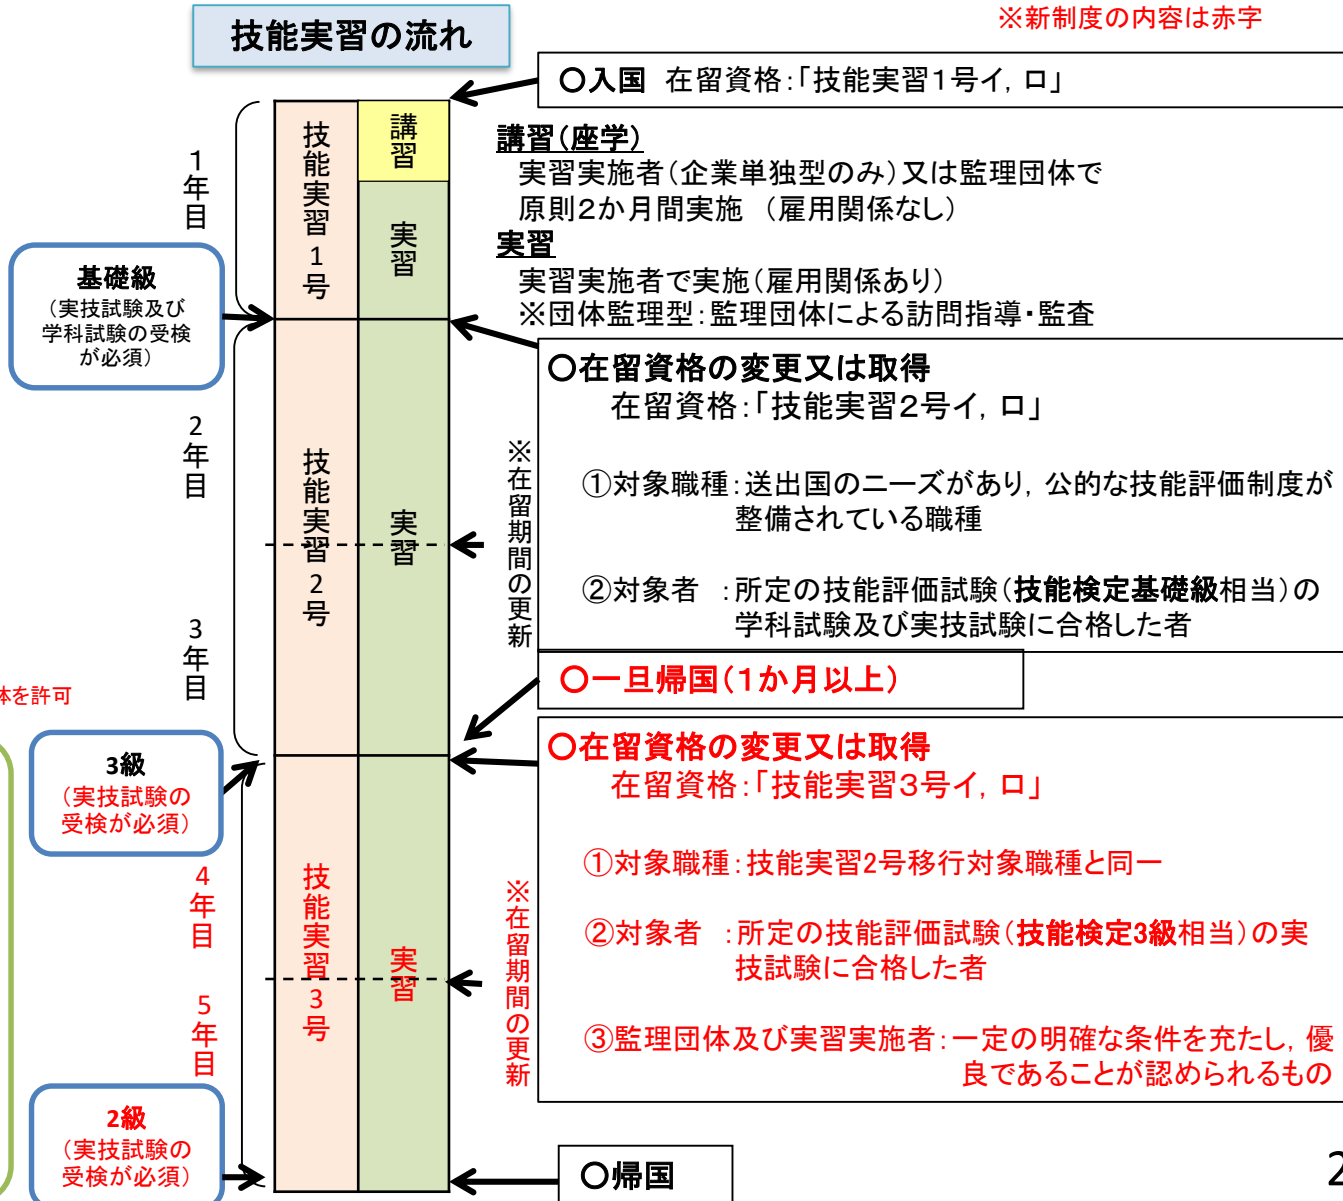 ※新制度の内容は赤字
技能実習の流れ
○入国 在留資格:「技能実習1号イ, ロ」
1年目
技能実習1号
講習
実習
講習(座学)
実習実施者(企業単独型のみ)又は監理団体で
原則2か月間実施 (雇用関係なし)
実習
実習実施者で実施(雇用関係あり)
※団体監理型:監理団体による訪問指導・監査
基礎級
(実技試験及び
学科試験の受検
が必須)
○在留資格の変更又は取得
在留資格:「技能実習2号イ, ロ」
①対象職種:送出国のニーズがあり, 公的な技能評価制度が
整備されている職種
②対象者 :所定の技能評価試験(技能検定基礎級相当)の
学科試験及び実技試験に合格した者
2年目
3年目
技能実習2号
実習
※在留期間の更新
○一旦帰国(1か月以上)
体を許可
3級
(実技試験の
受検が必須)
○在留資格の変更又は取得
在留資格:「技能実習3号イ, ロ」
①対象職種:技能実習2号移行対象職種と同一
②対象者 :所定の技能評価試験(技能検定3級相当)の実
技試験に合格した者
③監理団体及び実習実施者:一定の明確な条件を充たし, 優
良であることが認められるもの
4年目
5年目
技能実習3号
実習
※在留期間の更新
2級
(実技試験の
受検が必須)
○帰国
2